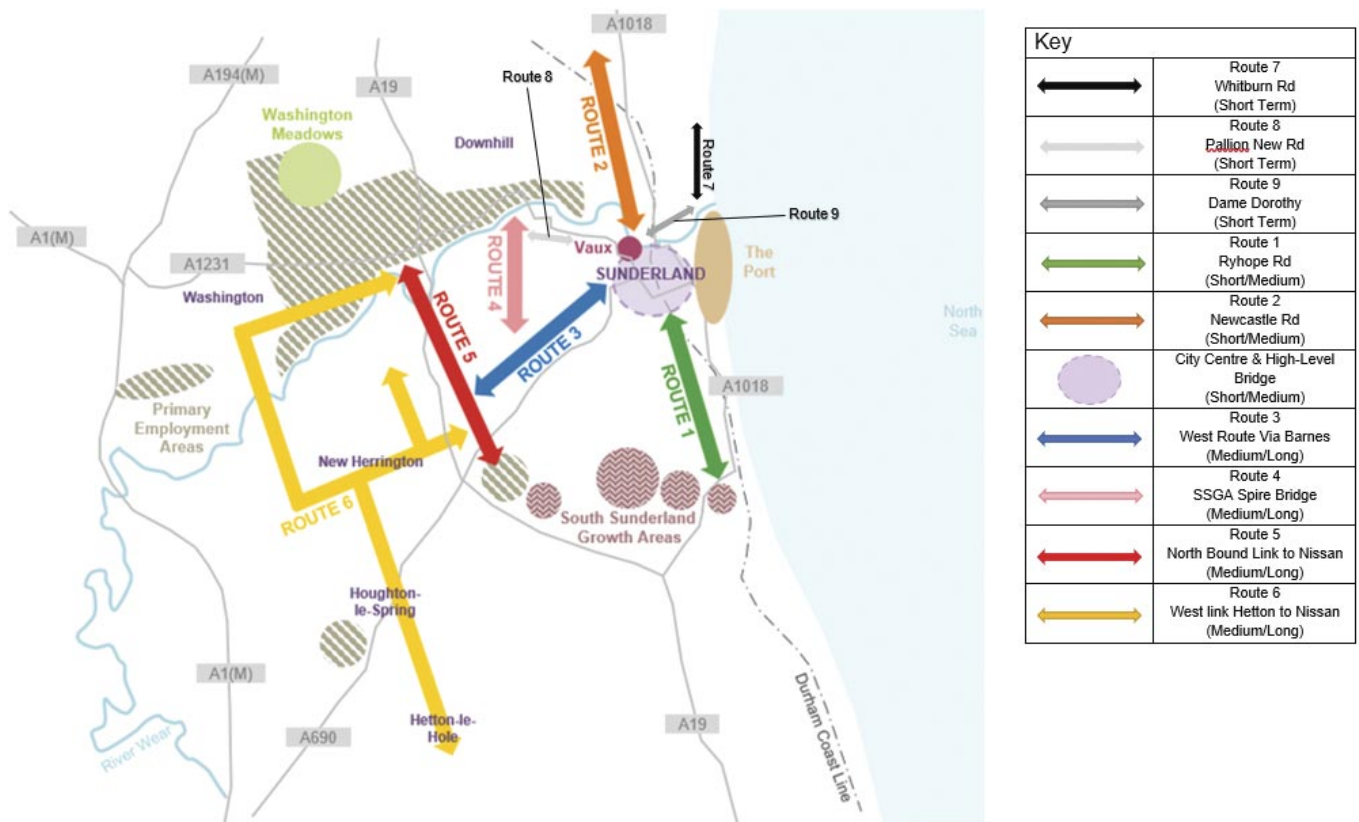 A1018
A194(M)
Route 8
A19
Washington
Meadows
ROUTE 2
Downhill
Route 7
Route 9
A1(M)
A1231
Vaux
SUNDERLAND
The
Port
Washington
ROUTE 4
North
Sea
ROUTE 5
ROUTE 3
ROUTE 1
A1018
Primary
Employment
Areas
New Herrington
ROUTE 6
South Sunderland
Growth Areas
Houghton-
le-Spring
A1(M)
Hetton-le-
Hole
A690
A19
River Wear
Durham Coast Line
Key
Route 7
Whitburn Rd
(Short Term)
Route 8
Pallion New Rd
(Short Term)
Route 9
Dame Dorothy
(Short Term)
Route 1
Ryhope Rd
(Short/Medium)
Route 2
Newcastle Rd
(Short/Medium)
City Centre & High-Level
Bridge
(Short/Medium)
Route 3
West Route Via Barnes
(Medium/Long)
Route 4
SSGA Spire Bridge
(Medium/Long)
Route 5
North Bound Link to Nissan
(Medium/Long)
Route 6
West link Hetton to Nissan
(Medium/Long)